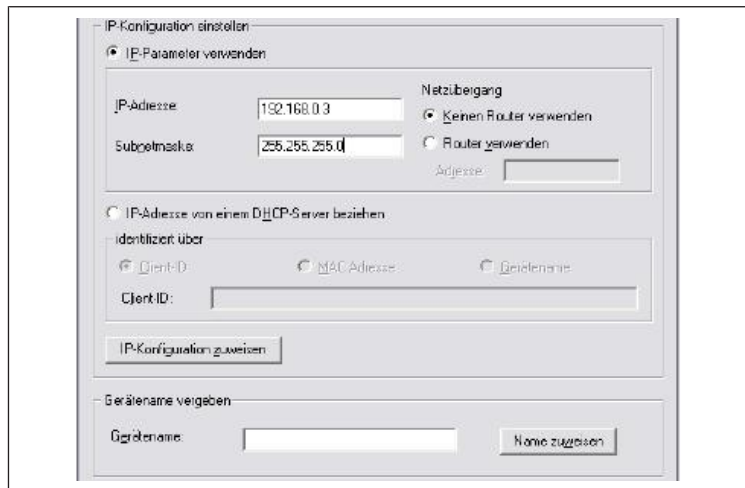 IP-Konfiguration einstellen
IP-Parameter verwenden
IP-Adresse:
192.168.0.3
Subnetmaske:
255.255.255.0
Netzübergang
Keinen Router verwenden
Router verwenden
Adresse:
IP-Adresse von einem DHCP-Server beziehen
identifiziert über
Client-ID
MAC Adresse
Gerätename
Client-ID:
IP-Konfiguration zuweisen
Gerätename vergeben
Gerätename:
Name zuweisen